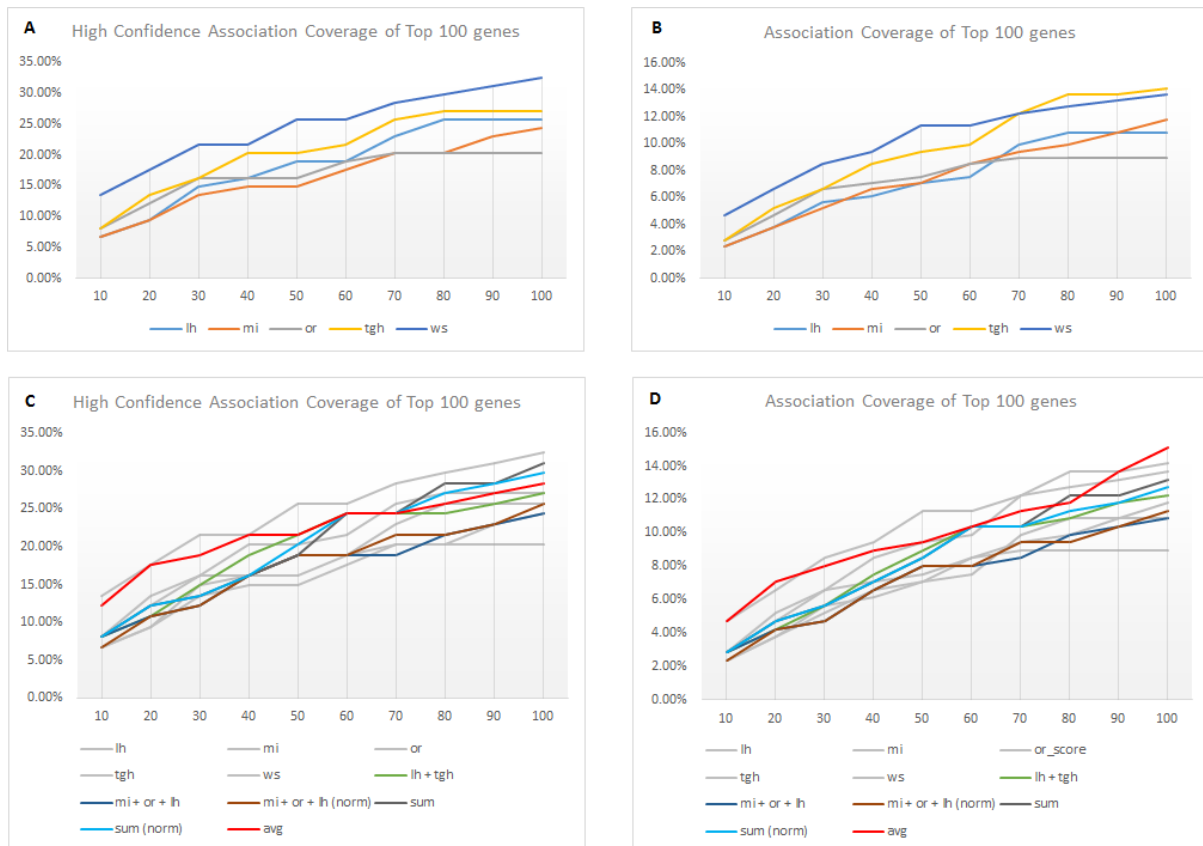 A
High Confidence Association Coverage of Top 100 genes
35.00%
30.00%
25.00%
20.00%
15.00%
10.00%
5.00%
0.00%
10 20 30 40 50 60 70 80 90 100
lh mi or tgh ws
B
Association Coverage of Top 100 genes
16.00%
14.00%
12.00%
10.00%
8.00%
6.00%
4.00%
2.00%
0.00%
10 20 30 40 50 60 70 80 90 100
lh mi or tgh ws
C
High Confidence Association Coverage of Top 100 genes
35.00%
30.00%
25.00%
20.00%
15.00%
10.00%
5.00%
0.00%
10 20 30 40 50 60 70 80 90 100
lh mi or
tgh ws lh + tgh
mi + or + lh mi + or + lh (norm) sum
sum (norm) avg
D
Association Coverage of Top 100 genes
16.00%
14.00%
12.00%
10.00%
8.00%
6.00%
4.00%
2.00%
0.00%
10 20 30 40 50 60 70 80 90 100
lh mi or_score
tgh ws lh + tgh
mi + or + lh mi + or + lh (norm) sum
sum (norm) avg